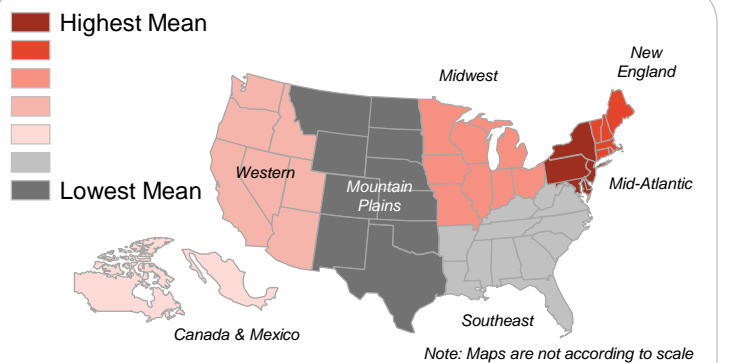 Highest Mean
Lowest Mean
New
England
Midwest
Western
Mountain
Plains
Mid-Atlantic
Canada & Mexico
Southeast
Note: Maps are not according to scale